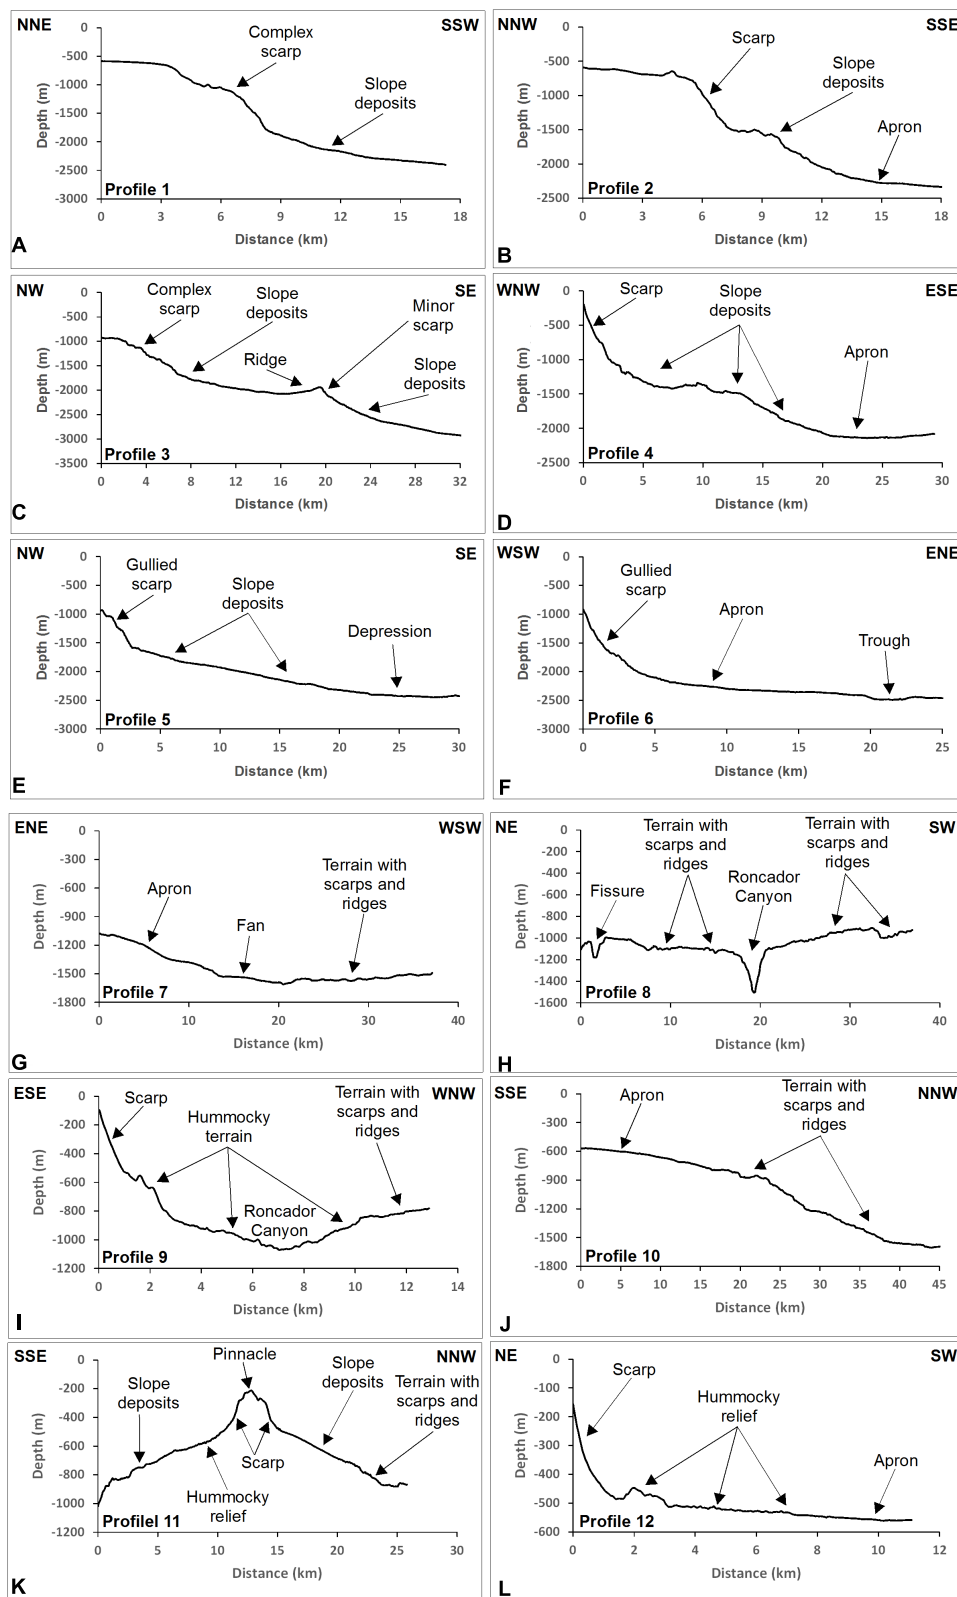 NNE
SSW
0
-500
-1000
-1500
-2000
-2500
-3000
Depth (m)
Complex
scarp
Slope
deposits
Profile 1
0 3 6 9 12 15 18
Distance (km)
A
NNW
SSE
0
-500
-1000
-1500
-2000
-2500
Depth (m)
Scarp
Slope
deposits
Apron
Profile 2
0 3 6 9 12 15 18
Distance (km)
B
NW
SE
0
-500
-1000
-1500
-2000
-2500
-3000
-3500
Depth (m)
Complex
scarp
Slope
deposits
Ridge
Minor
scarp
Slope
deposits
Profile 3
0 4 8 12 16 20 24 28 32
Distance (km)
C
WNW
ESE
0
-500
-1000
-1500
-2000
-2500
Depth (m)
Scarp
Slope
deposits
Apron
Profile 4
0 5 10 15 20 25 30
Distance (km)
D
NW
SE
0
-500
-1000
-1500
-2000
-2500
-3000
Depth (m)
Gullied
scarp
Slope
deposits
Depression
Profile 5
0 5 10 15 20 25 30
Distance (km)
E
WSW
ENE
0
-500
-1000
-1500
-2000
-2500
-3000
Depth (m)
Gullied
scarp
Apron
Trough
Profile 6
0 5 10 15 20 25
Distance (km)
F
ENE
WSW
0
-300
-600
-900
-1200
-1500
-1800
Depth (m)
Apron
Fan
Terrain with
scarps and
ridges
Profile 7
0 10 20 30 40
Distance (km)
G
NE
SW
0
-200
-400
-600
-800
-1000
-1200
-1400
-1600
Depth (m)
Fissure
Terrain with
scarps and
ridges
Roncador
Canyon
Terrain with
scarps and
ridges
Profile 8
0 10 20 30 40
Distance (km)
H
ESE
WNW
0
-200
-400
-600
-800
-1000
-1200
Depth (m)
Scarp
Hummocky
terrain
Roncador
Canyon
Terrain with
scarps and
ridges
Profile 9
0 2 4 6 8 10 12 14
Distance (km)
I
SSE
NNW
0
-300
-600
-900
-1200
-1500
-1800
Depth (m)
Apron
Terrain with
scarps and
ridges
Profile 10
0 5 10 15 20 25 30 35 40 45
Distance (km)
J
SSE
NNW
0
-200
-400
-600
-800
-1000
-1200
Depth (m)
Slope
deposits
Pinnacle
Scarp
Hummocky
relief
Slope
deposits
Terrain with
scarps and
ridges
Profilel 11
0 5 10 15 20 25 30
Distance (km)
K
NE
SW
0
-100
-200
-300
-400
-500
-600
Depth (m)
Scarp
Hummocky
relief
Apron
Profile 12
0 2 4 6 8 10 12
Distance (km)
L